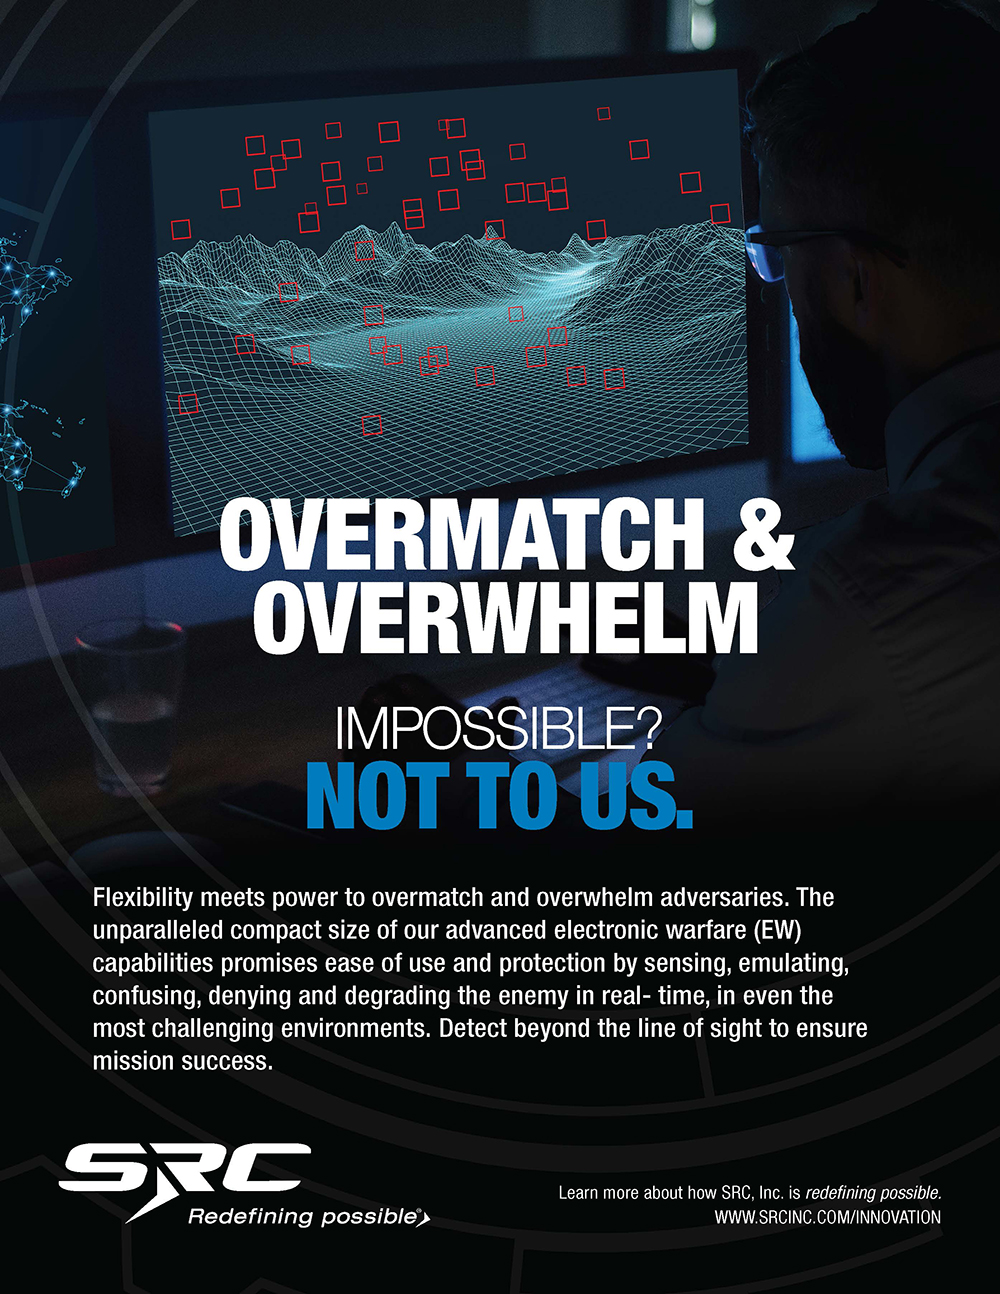 OVERMATCH &
OVERWHELM
IMPOSSIBLE?
NOT TO US.
Flexibility meets power to overmatch and overwhelm adversaries. The
unparalleled compact size of our advanced electronic warfare (EW)
capabilities promises ease of use and protection by sensing, emulating,
confusing, denying and degrading the enemy in real- time, in even the
most challenging environments. Detect beyond the line of sight to ensure
mission success.
SRC
Redefining possible®
Learn more about how SRC, Inc. is redefining possible.
WWW.SRCINC.COM/INNOVATION